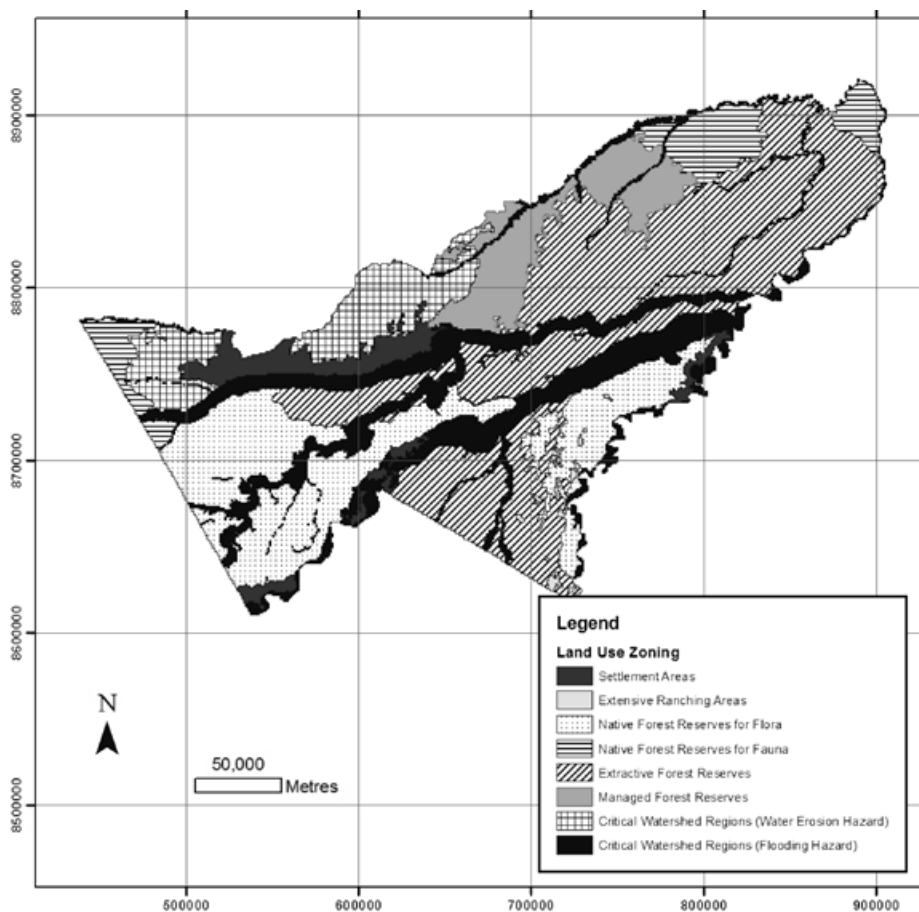 8900000
8800000
8700000
8600000
8500000
N
50,000
Metres
Legend
Land Use Zoning
Settlement Areas
Extensive Ranching Areas
Native Forest Reserves for Flora
Native Forest Reserves for Fauna
Extractive Forest Reserves
Managed Forest Reserves
Critical Watershed Regions (Water Erosion Hazard)
Critical Watershed Regions (Flooding Hazard)
500000 600000 700000 800000 900000